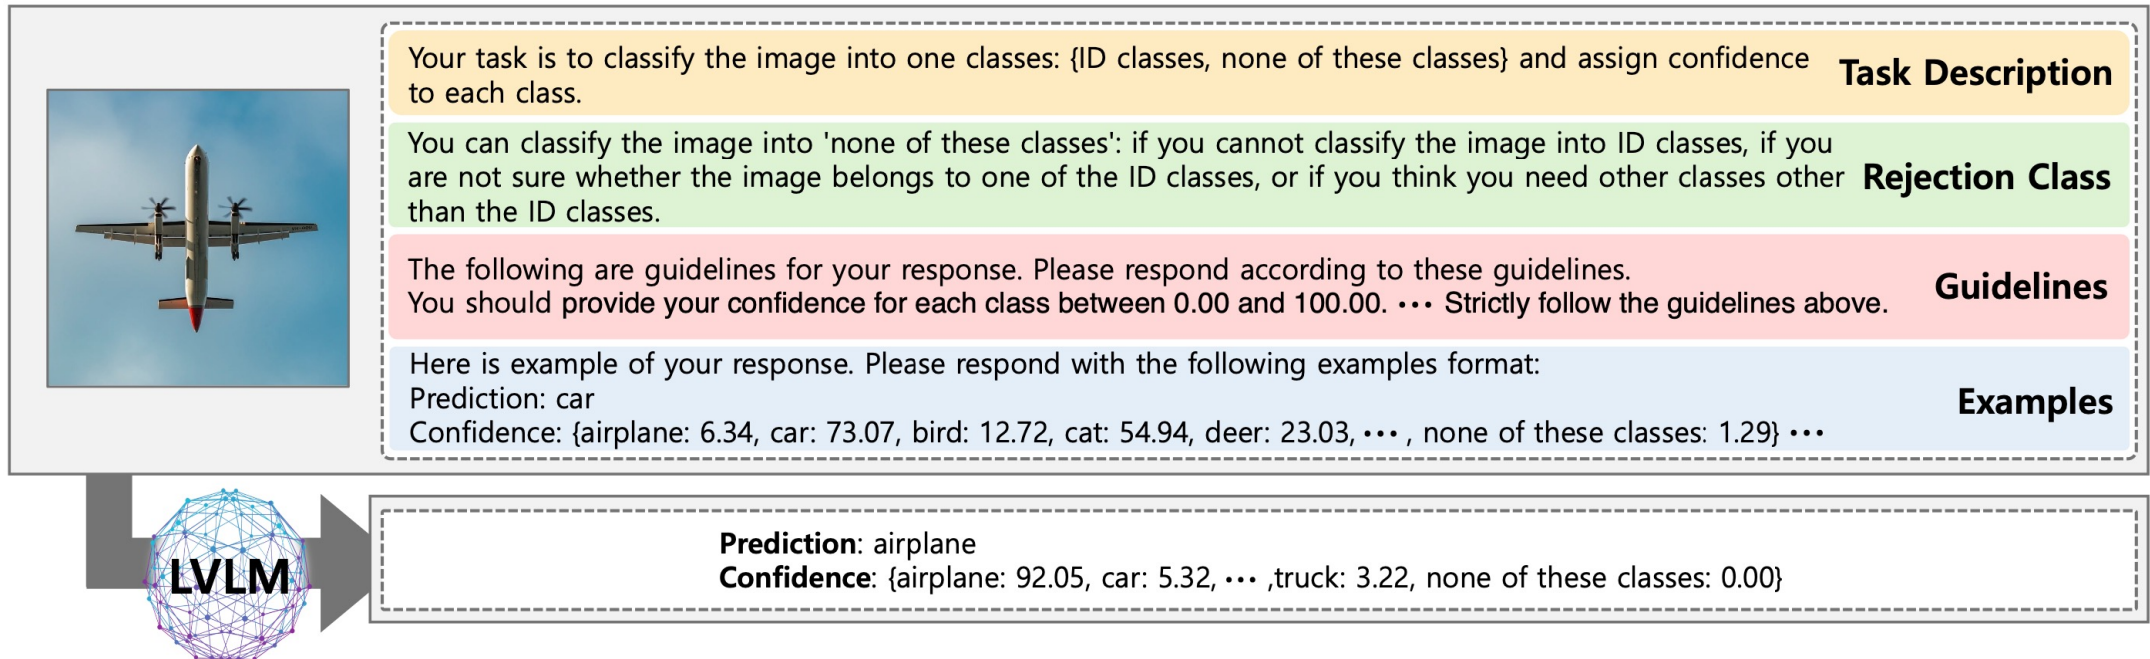 Your task is to classify the image into one classes: {ID classes, none of these classes} and assign confidence
to each class.
Task Description
You can classify the image into 'none of these classes': if you cannot classify the image into ID classes, if you
are not sure whether the image belongs to one of the ID classes, or if you think you need other classes other
than the ID classes.
Rejection Class
The following are guidelines for your response. Please respond according to these guidelines.
You should provide your confidence for each class between 0.00 and 100.00. ••• Strictly follow the guidelines above.
Guidelines
Here is example of your response. Please respond with the following examples format:
Prediction: car
Confidence: {airplane: 6.34, car: 73.07, bird: 12.72, cat: 54.94, deer: 23.03, ••• , none of these classes: 1.29} •••
Examples
LVLM
Prediction: airplane
Confidence: {airplane: 92.05, car: 5.32, ••• ,truck: 3.22, none of these classes: 0.00}